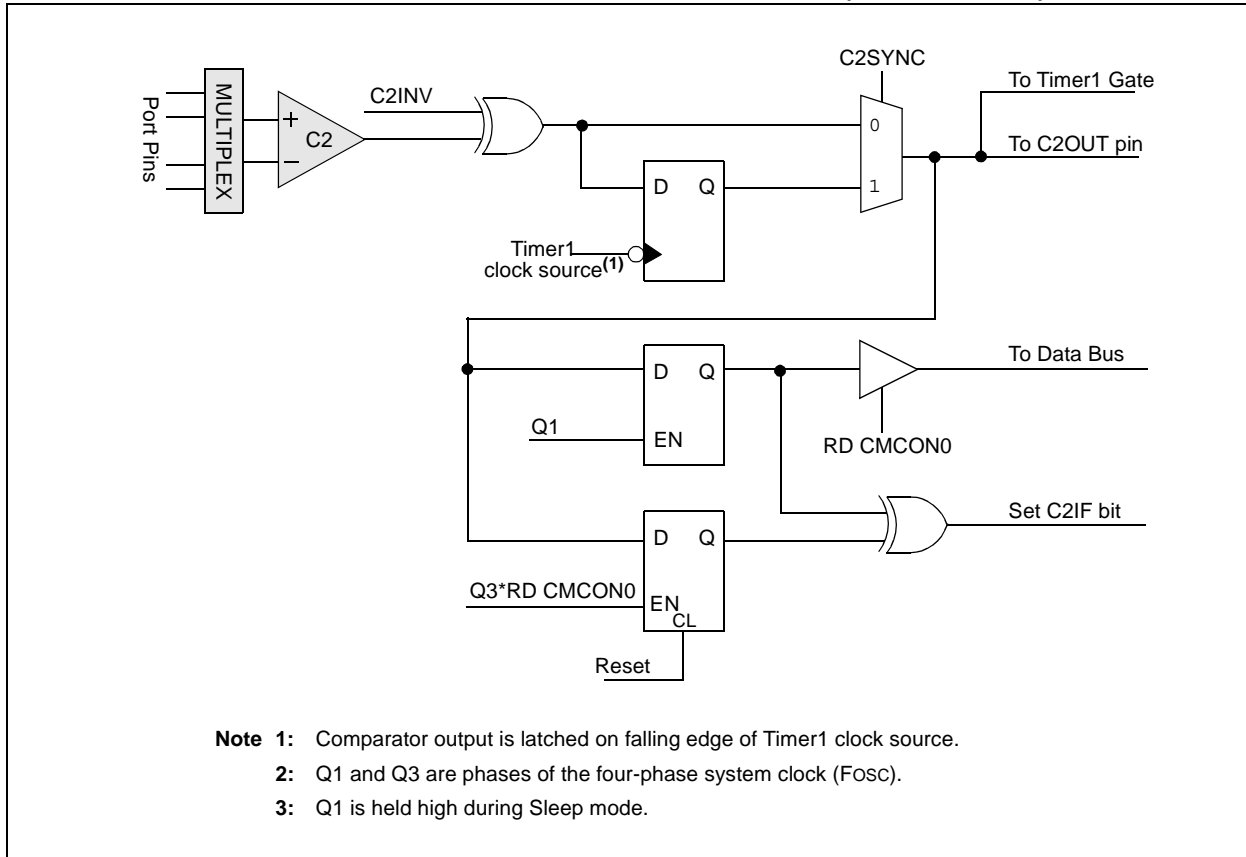 C2SYNC
To Timer1 Gate
Port Pins
MULTIPLEX
+
–
C2
C2INV
0
To C2OUT pin
D Q
1
Timer1
clock source(1)
D Q
To Data Bus
Q1
EN
RD CMCON0
Set C2IF bit
D Q
Q3*RD CMCON0
EN
CL
Reset
Note 1: Comparator output is latched on falling edge of Timer1 clock source.
2: Q1 and Q3 are phases of the four-phase system clock (FOSC).
3: Q1 is held high during Sleep mode.